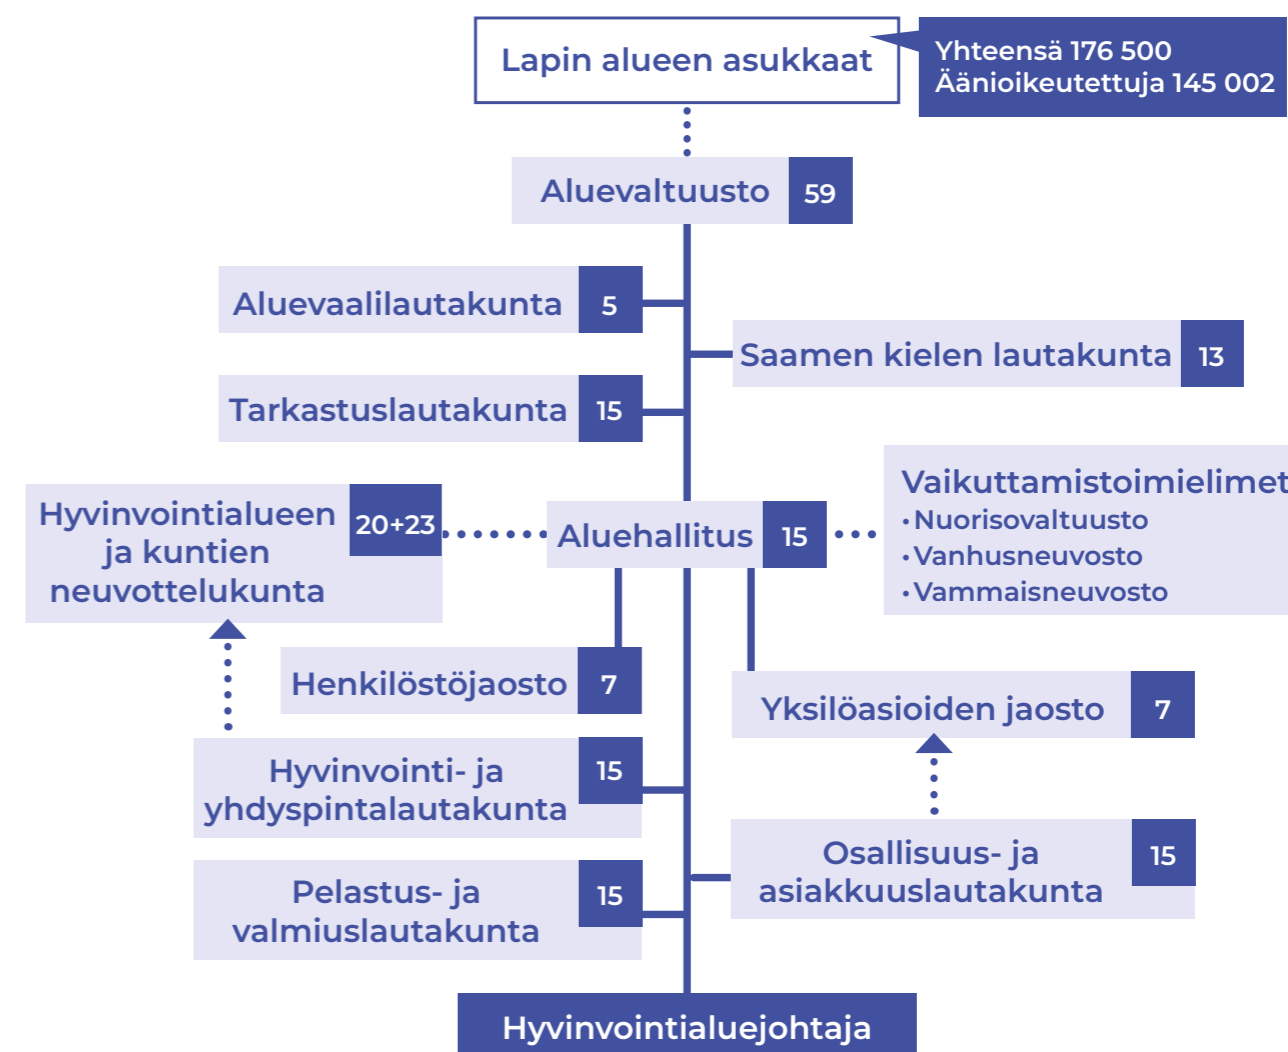 Lapin alueen asukkaat
Yhteensä 176 500
Äänioikeutettuja 145 002
Aluevaltuusto 59
Aluevaalilautakunta 5
Saamen kielen lautakunta 13
Tarkastuslautakunta 15
Hyvinvointialueen
ja kuntien
neuvottelukunta
20+23
Aluehallitus 15
Vaikuttamistoimielimet
• Nuorisovaltuusto
• Vanhusneuvosto
• Vammaisneuvosto
Henkilöstöjaosto 7
Yksilöasioiden jaosto 7
Hyvinvointi- ja
yhdyspintalautakunta
15
Osallisuus- ja
asiakkuuslautakunta
15
Pelastus- ja
valmiuslautakunta
15
Hyvinvointialuejohtaja